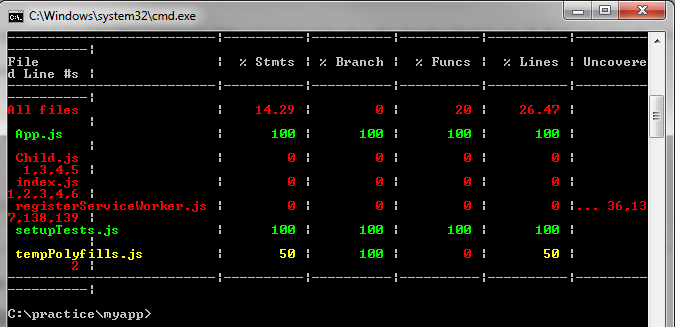 C:\Windows\system32\cmd.exe
-----------|
--------------------------|----------|----------|----------|----------|---------
File                      |  % Stmts | % Branch |  % Funcs |  % Lines | Uncovere
d Line #s |
--------------------------|----------|----------|----------|----------|---------
-----------|
All files                 |    14.29 |        0 |       20 |    26.47 |
|
App.js                    |      100 |      100 |      100 |      100 |
|
Child.js                  |        0 |        0 |        0 |        0 |
1,3,4,5 |
index.js                  |        0 |        0 |        0 |        0 |
1,2,3,4,6 |
registerServiceWorker.js |        0 |        0 |        0 |        0 |... 36,13
7,138,139 |
setupTests.js             |      100 |      100 |      100 |      100 |
|
tempPolyfills.js          |       50 |      100 |        0 |       50 |
2 |
--------------------------|----------|----------|----------|----------|---------
-----------|
C:\practice\myapp>